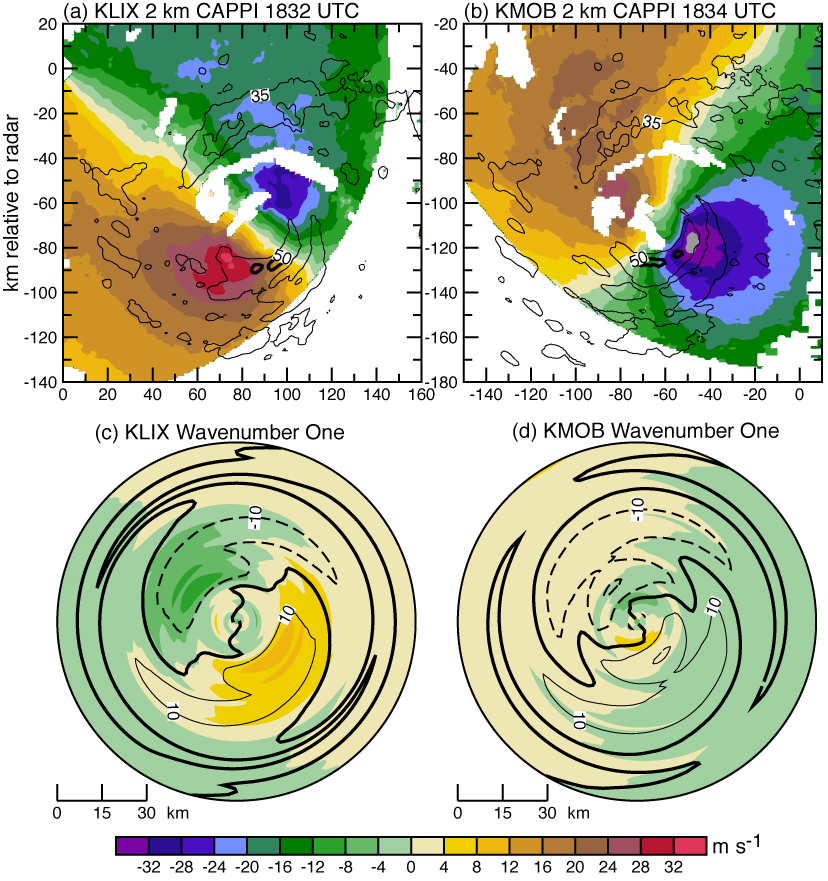 (a) KLIX 2 km CAPPI 1832 UTC
(b) KMOB 2 km CAPPI 1834 UTC
km relative to radar
20
0
-20
-40
-60
-80
-100
-120
-140
35
50
0 20 40 60 80 100 120 140 160
-20
-40
-60
-80
-100
-120
-140
-160
-180
35
50
-140 -120 -100 -80 -60 -40 -20 0
(c) KLIX Wavenumber One
(d) KMOB Wavenumber One
-10
10
10
-10
10
10
0 15 30 km
0 15 30 km
-32 -28 -24 -20 -16 -12 -8 -4 0 4 8 12 16 20 24 28 32
m s-1